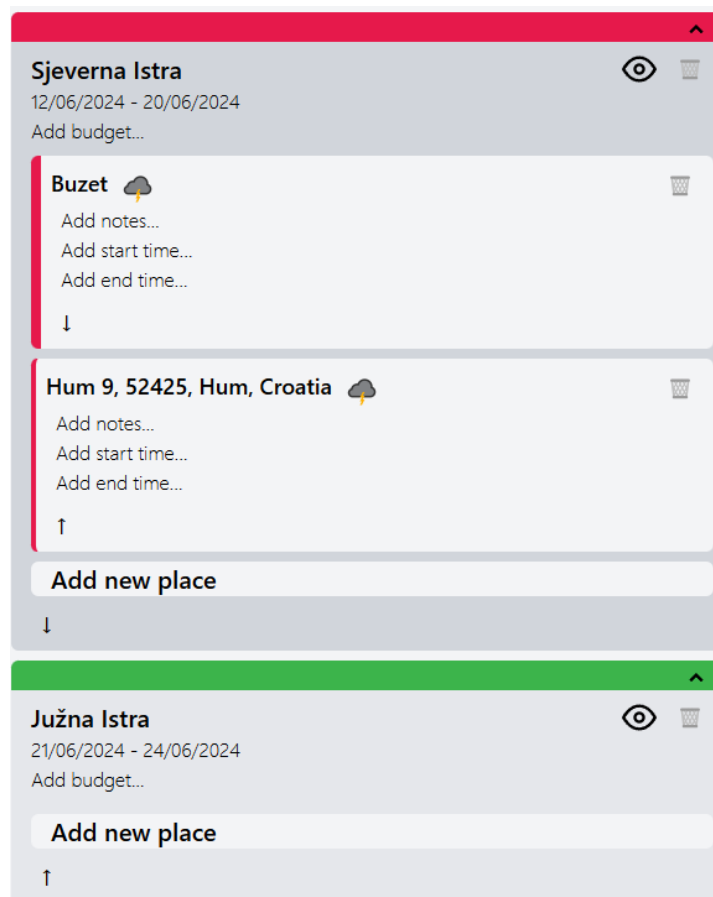 Sjeverna Istra
12/06/2024 - 20/06/2024
Add budget...
Buzet
Add notes...
Add start time...
Add end time...
↓
Hum 9, 52425, Hum, Croatia
Add notes...
Add start time...
Add end time...
↑
Add new place
↓
Južna Istra
21/06/2024 - 24/06/2024
Add budget...
Add new place
↑